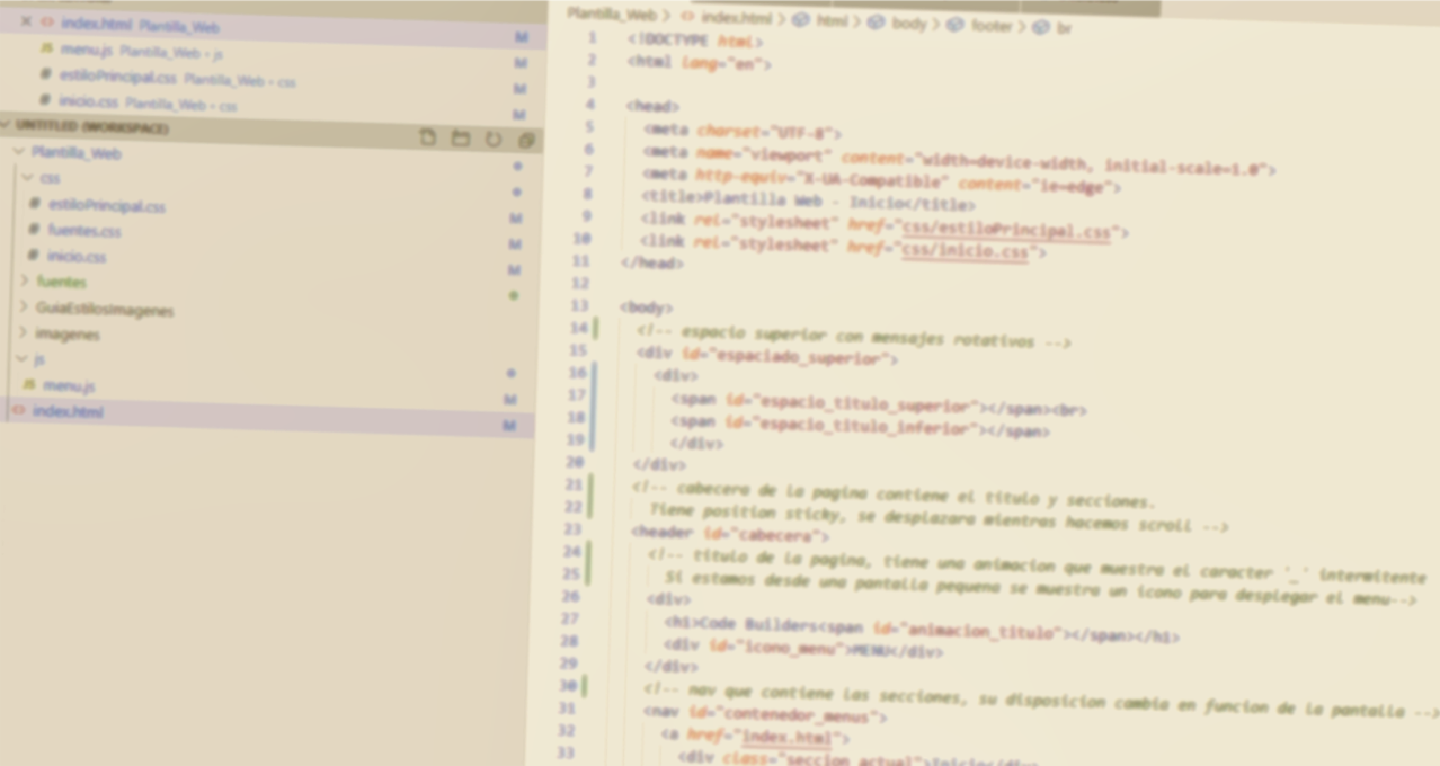 index.html Plantilla_Web M
menu.js Plantilla_Web • js M
estiloPrincipal.css Plantilla_Web • css M
inicio.css Plantilla_Web • css M
UNTITLED (WORKSPACE)
Plantilla_Web
css
estiloPrincipal.css M
fuentes.css M
inicio.css M
fuentes
GuiaEstilosImagenes
imagenes
js
JS menu.js M
index.html M
Plantilla_Web > index.html > html > body > footer > br
1 <!DOCTYPE html>
2 <html lang="en">
3
4 <head>
5 <meta charset="UTF-8">
6 <meta name="viewport" content="width=device-width, initial-scale=1.0">
7 <meta http-equiv="X-UA-Compatible" content="ie=edge">
8 <title>Plantilla Web - Inicio</title>
9 <link rel="stylesheet" href="css/estiloPrincipal.css">
10 <link rel="stylesheet" href="css/inicio.css">
11 </head>
12
13 <body>
14 <!-- espacio superior con mensajes rotativos -->
15 <div id="espaciado_superior">
16 <div>
17 <span id="espacio_titulo_superior"></span><br>
18 <span id="espacio_titulo_inferior"></span>
19 </div>
20 </div>
21 <!-- cabecera de la pagina contiene el titulo y secciones.
22 Tiene position sticky, se desplazara mientras hacemos scroll -->
23 <header id="cabecera">
24 <!-- titulo de la pagina, tiene una animacion que muestra el caracter '_' intermitente
25 Si estamos desde una pantalla pequena se muestra un icono para desplegar el menu-->
26 <div>
27 <h1>Code Builders<span id="animacion_titulo"></span></h1>
28 <div id="icono_menu">MENU</div>
29 </div>
30 <!-- nav que contiene las secciones, su disposicion cambia en funcion de la pantalla -->
31 <nav id="contenedor_menus">
32 <a href="index.html">
33 <div class="seccion_actual">Inicio</div>